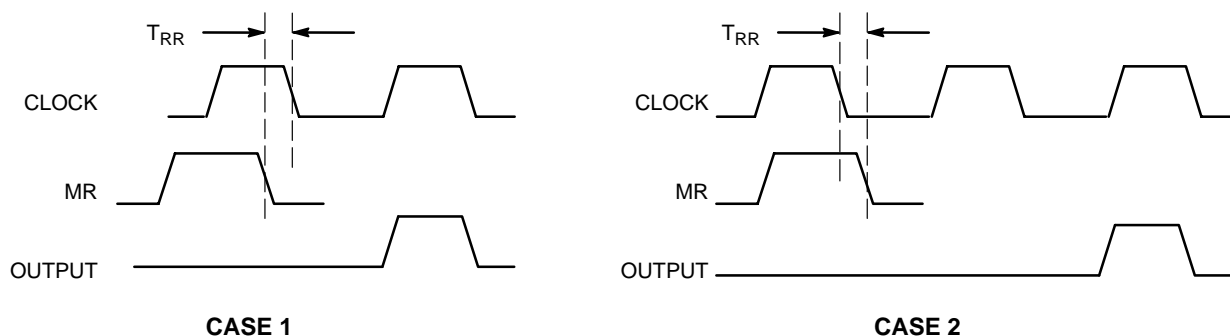 T_RR
CLOCK
MR
OUTPUT
CASE 1
T_RR
CLOCK
MR
OUTPUT
CASE 2